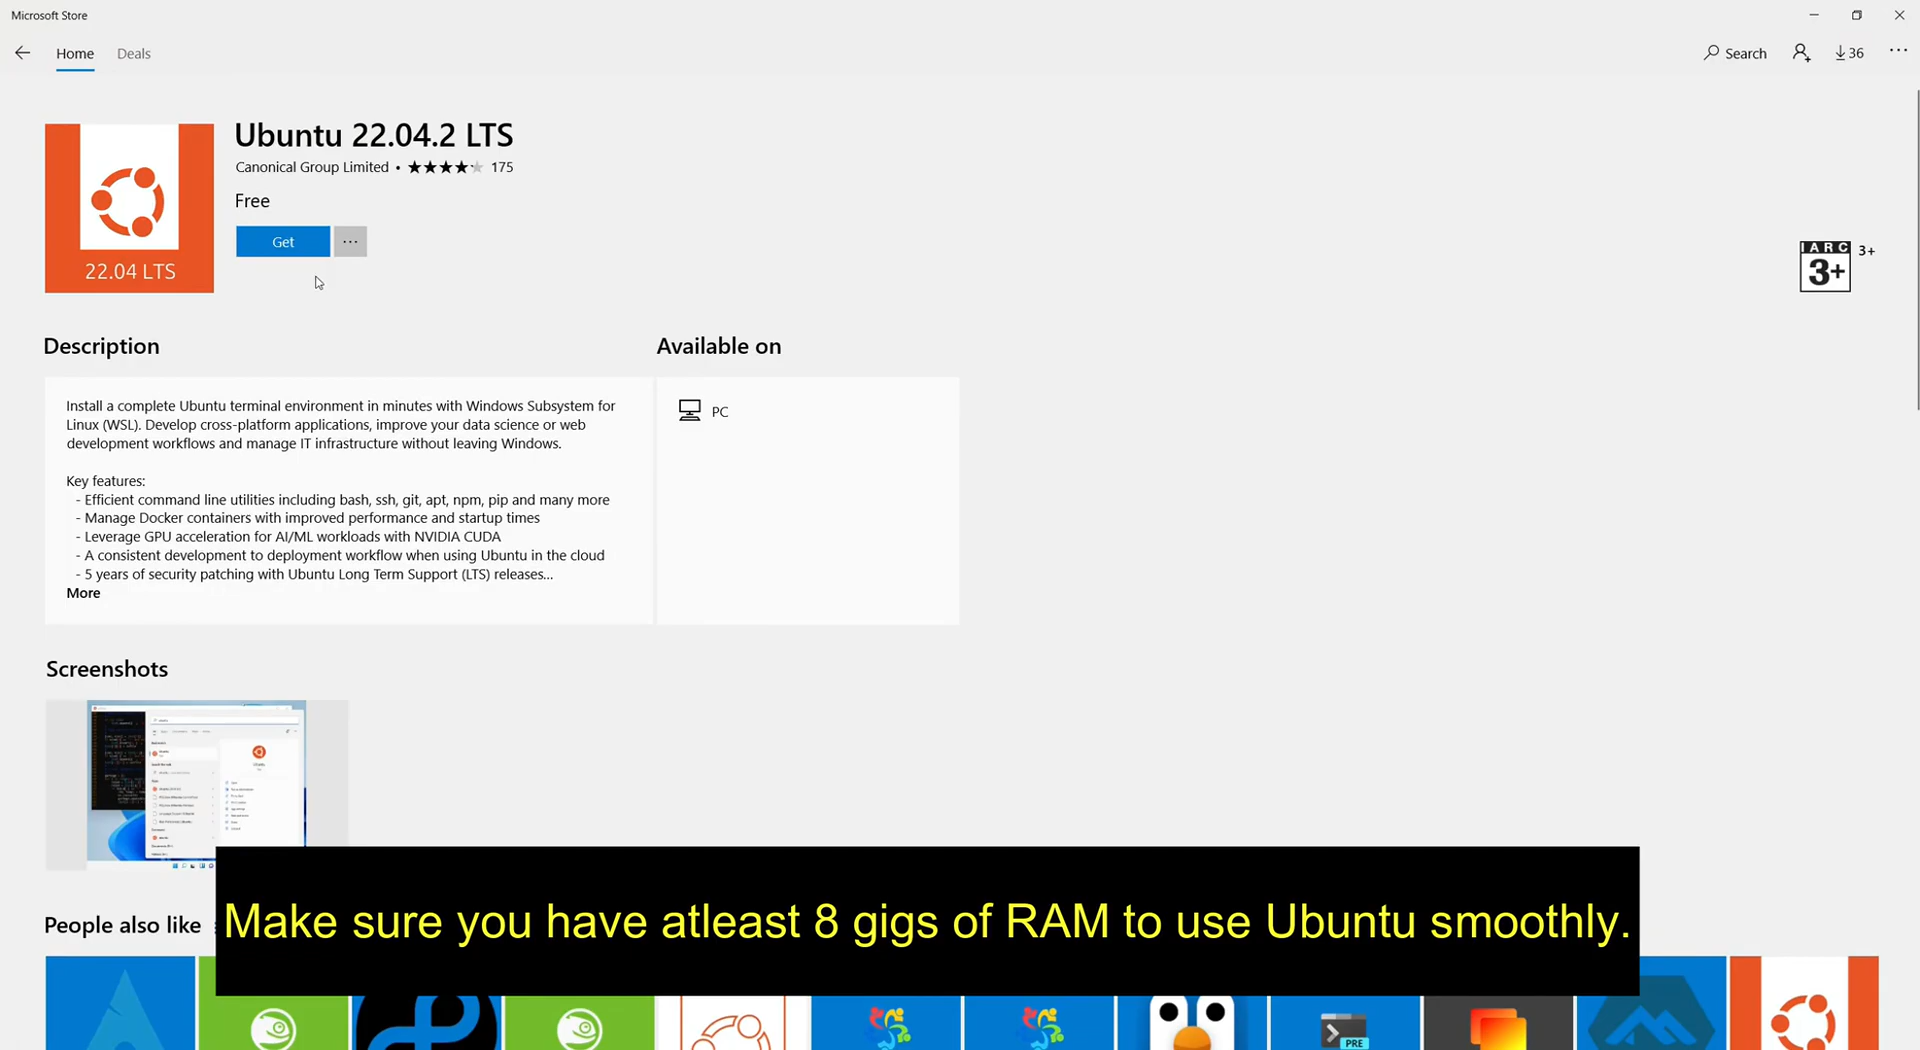 Microsoft Store
Home
Deals
Search
36
Ubuntu 22.04.2 LTS
Canonical Group Limited • ★★★★★ 175
Free
Get
22.04 LTS
IARC
3+
3+
Description
Available on
Install a complete Ubuntu terminal environment in minutes with Windows Subsystem for
Linux (WSL). Develop cross-platform applications, improve your data science or web
development workflows and manage IT infrastructure without leaving Windows.
Key features:
- Efficient command line utilities including bash, ssh, git, apt, npm, pip and many more
- Manage Docker containers with improved performance and startup times
- Leverage GPU acceleration for AI/ML workloads with NVIDIA CUDA
- A consistent development to deployment workflow when using Ubuntu in the cloud
- 5 years of security patching with Ubuntu Long Term Support (LTS) releases...
More
PC
Screenshots
People also like
Make sure you have atleast 8 gigs of RAM to use Ubuntu smoothly.
PRE